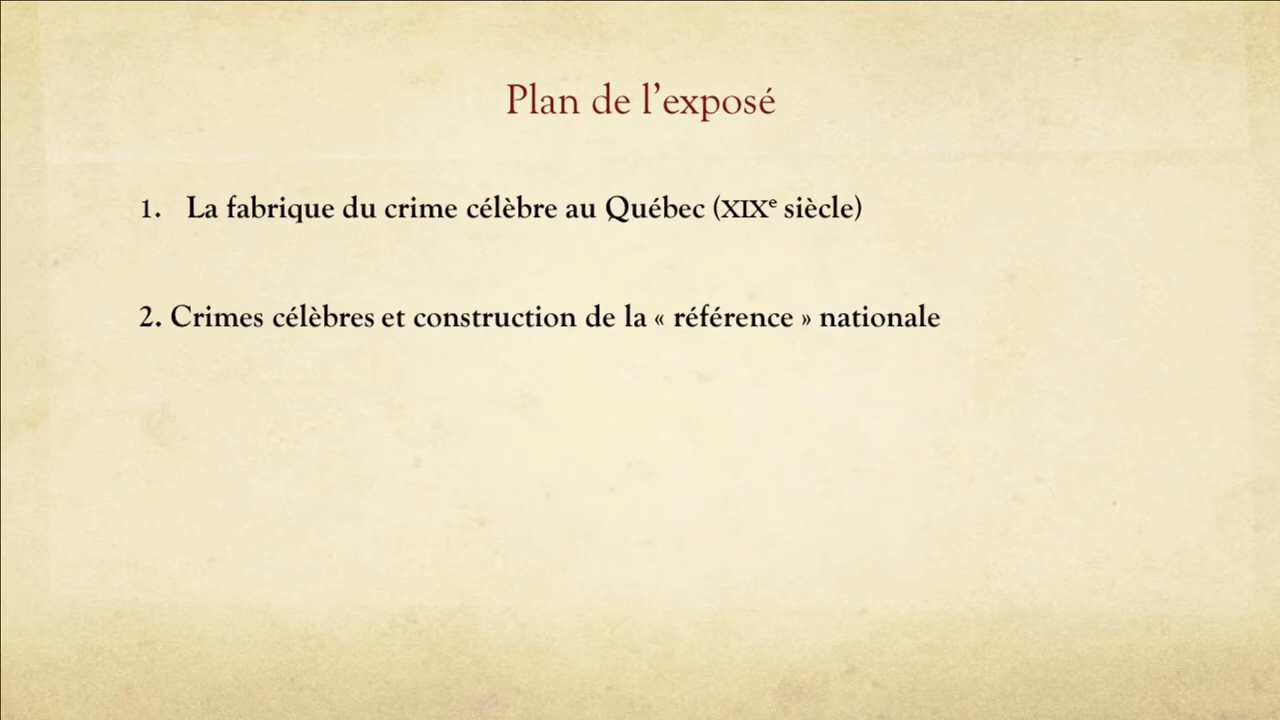 Plan de l’exposé
1. La fabrique du crime célèbre au Québec (XIXe siècle)
2. Crimes célèbres et construction de la « référence » nationale